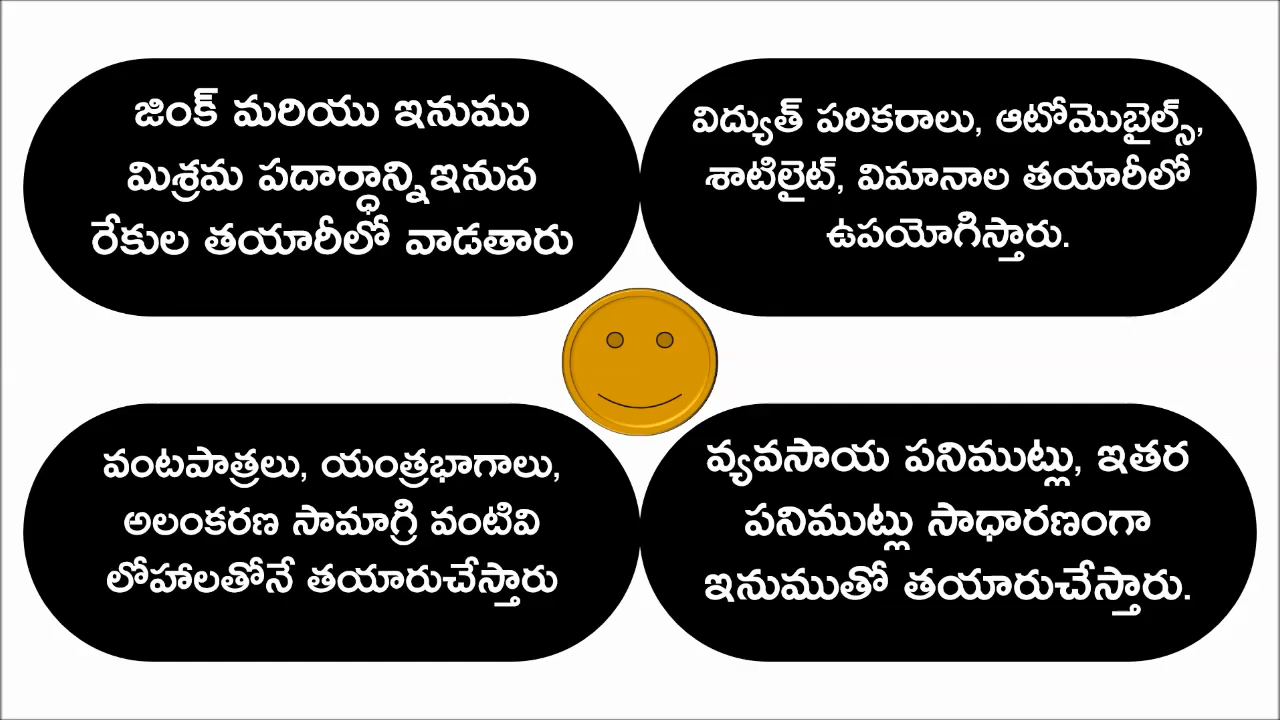 జింక్ మరియు ఇనుము
మిశ్రమ పదార్ధాన్నిఇనుప
రేకుల తయారీలో వాడతారు
విద్యుత్ పరికరాలు, ఆటోమొబైల్స్,
శాటిలైట్, విమానాల తయారీలో
ఉపయోగిస్తారు.
వంటపాత్రలు, యంత్రభాగాలు,
అలంకరణ సామాగ్రి వంటివి
లోహాలతోనే తయారుచేస్తారు
వ్యవసాయ పనిముట్లు, ఇతర
పనిముట్లు సాధారణంగా
ఇనుముతో తయారుచేస్తారు.